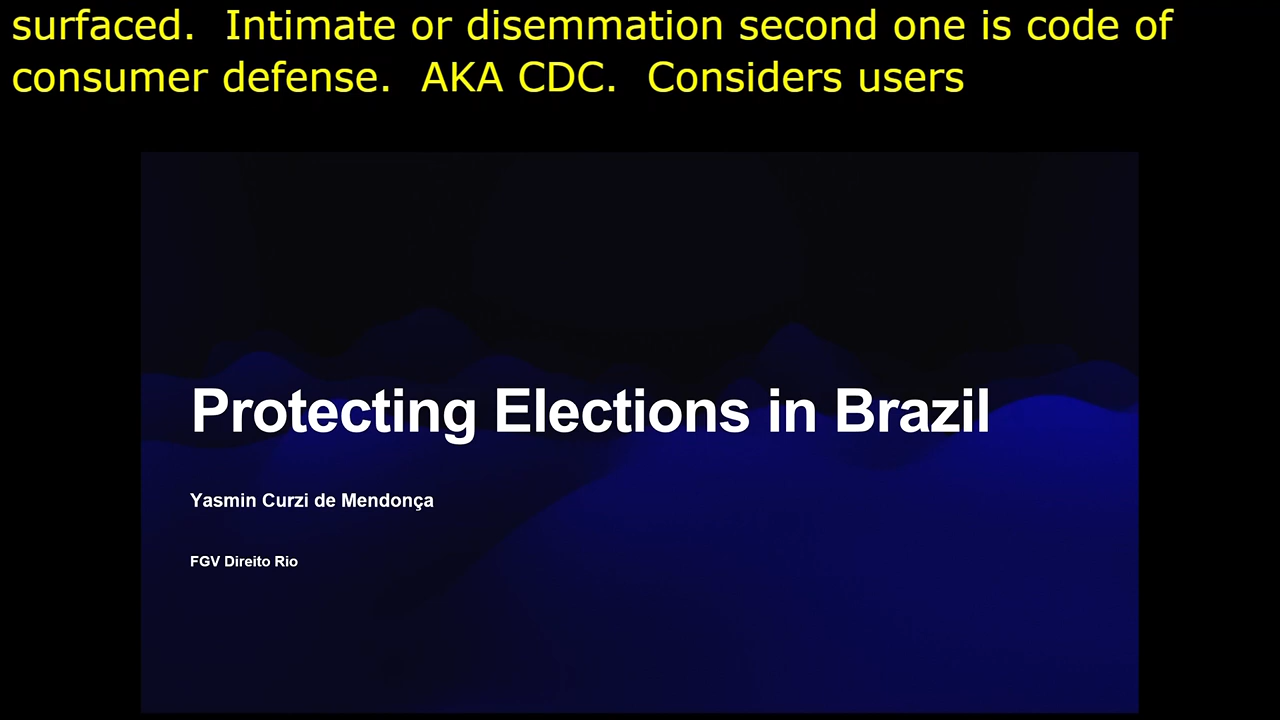 surfaced.  Intimate or disemmation second one is code of
consumer defense.  AKA CDC.  Considers users
Protecting Elections in Brazil
Yasmin Curzi de Mendonça
FGV Direito Rio